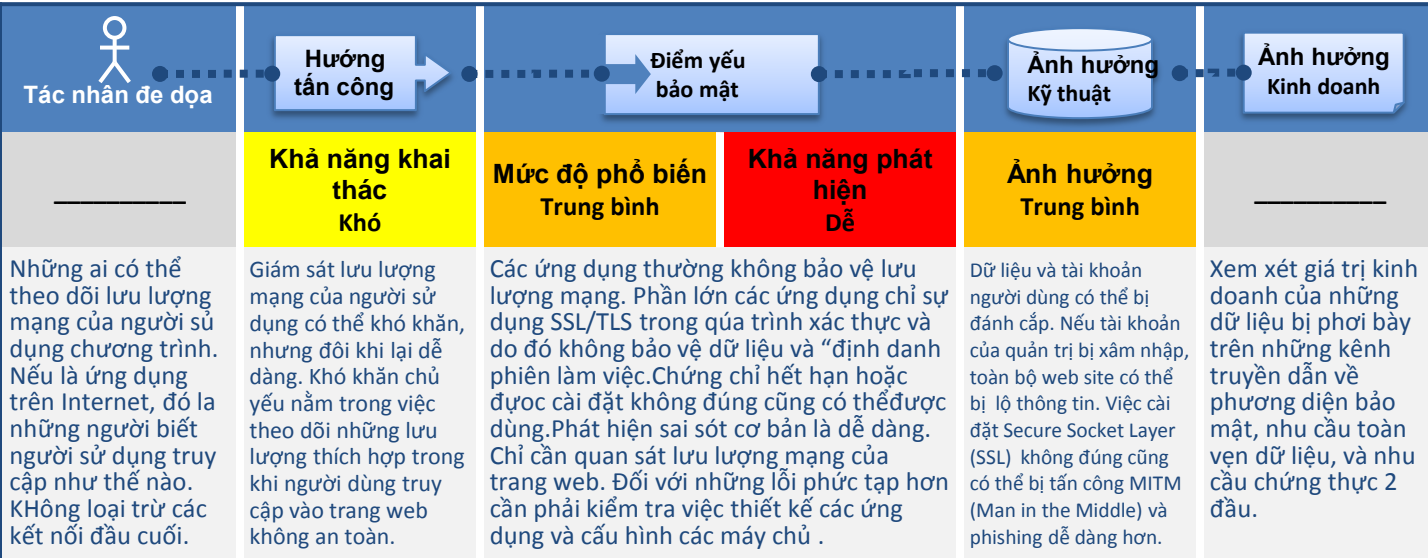 Tác nhân đe dọa
Hướng
tấn công
Điểm yếu
bảo mật
Ảnh hưởng
Kỹ thuật
Ảnh hưởng
Kinh doanh
__________
Khả năng khai
thác
Khó
Mức độ phổ biến
Trung bình
Khả năng phát
hiện
Dễ
Ảnh hưởng
Trung bình
__________
Những ai có thể
theo dõi lưu lượng
mạng của người sủ
dụng chương trình.
Nếu là ứng dụng
trên Internet, đó la
những người biết
người sử dụng truy
cập như thế nào.
KHông loại trừ các
kết nối đầu cuối.
Giám sát lưu lượng
mạng của người sử
dụng có thể khó khăn,
nhưng đôi khi lại dễ
dàng. Khó khăn chủ
yếu nằm trong việc
theo dõi những lưu
lượng thích hợp trong
khi người dùng truy
cập vào trang web
không an toàn.
Các ứng dụng thường không bảo vệ lưu
lượng mạng. Phần lớn các ứng dụng chỉ sự
dụng SSL/TLS trong qúa trình xác thực và
do đó không bảo vệ dữ liệu và “định danh
phiên làm việc.Chứng chỉ hết hạn hoặc
đựoc cài đặt không đúng cũng có thểđược
dùng.Phát hiện sai sót cơ bản là dễ dàng.
Chỉ cần quan sát lưu lượng mạng của
trang web. Đối với những lỗi phức tạp hơn
cần phải kiểm tra việc thiết kế các ứng
dụng và cấu hình các máy chủ .
Dữ liệu và tài khoản
người dùng có thể bị
đánh cắp. Nếu tài khoản
của quản trị bị xâm nhập,
toàn bộ web site có thể
bị lộ thông tin. Việc cài
đặt Secure Socket Layer
(SSL) không đúng cũng
có thể bị tấn công MITM
(Man in the Middle) và
phishing dễ dàng hơn.
Xem xét giá trị kinh
doanh của những
dữ liệu bị phơi bày
trên những kênh
truyền dẫn về
phương diện bảo
mật, nhu cầu toàn
vẹn dữ liệu, và nhu
cầu chứng thực 2
đầu.